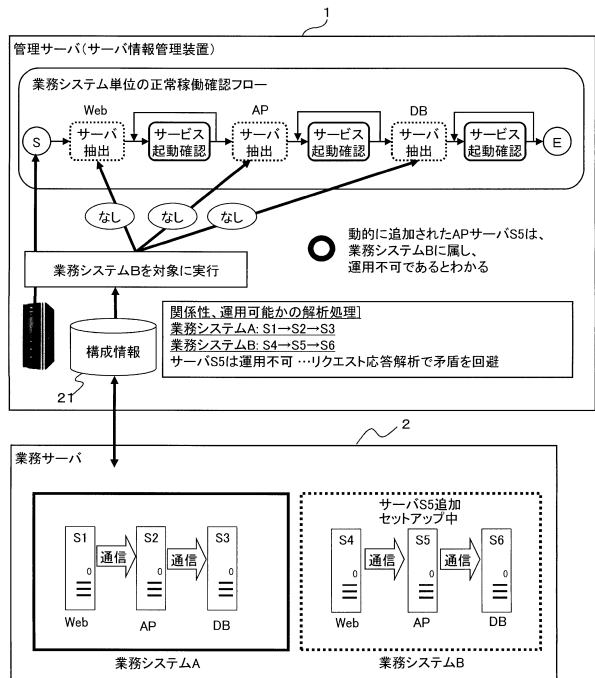 1
管理サーバ(サーバ情報管理装置)
業務システム単位の正常稼働確認フロー
Web
AP
DB
S
サーバ
抽出
サービス
起動確認
サーバ
抽出
サービス
起動確認
サーバ
抽出
サービス
起動確認
E
なし
なし
なし
業務システムBを対象に実行
動的に追加されたAPサーバS5は、
業務システムBに属し、
運用不可であるとわかる
構成情報
21
関係性、運用可能かの解析処理]
業務システムA: S1→S2→S3
業務システムB: S4→S5→S6
サーバS5は運用不可 …リクエスト応答解析で矛盾を回避
2
業務サーバ
S1
通信
S2
通信
S3
Web
AP
DB
業務システムA
サーバS5追加
セットアップ中
S4
通信
S5
通信
S6
Web
AP
DB
業務システムB